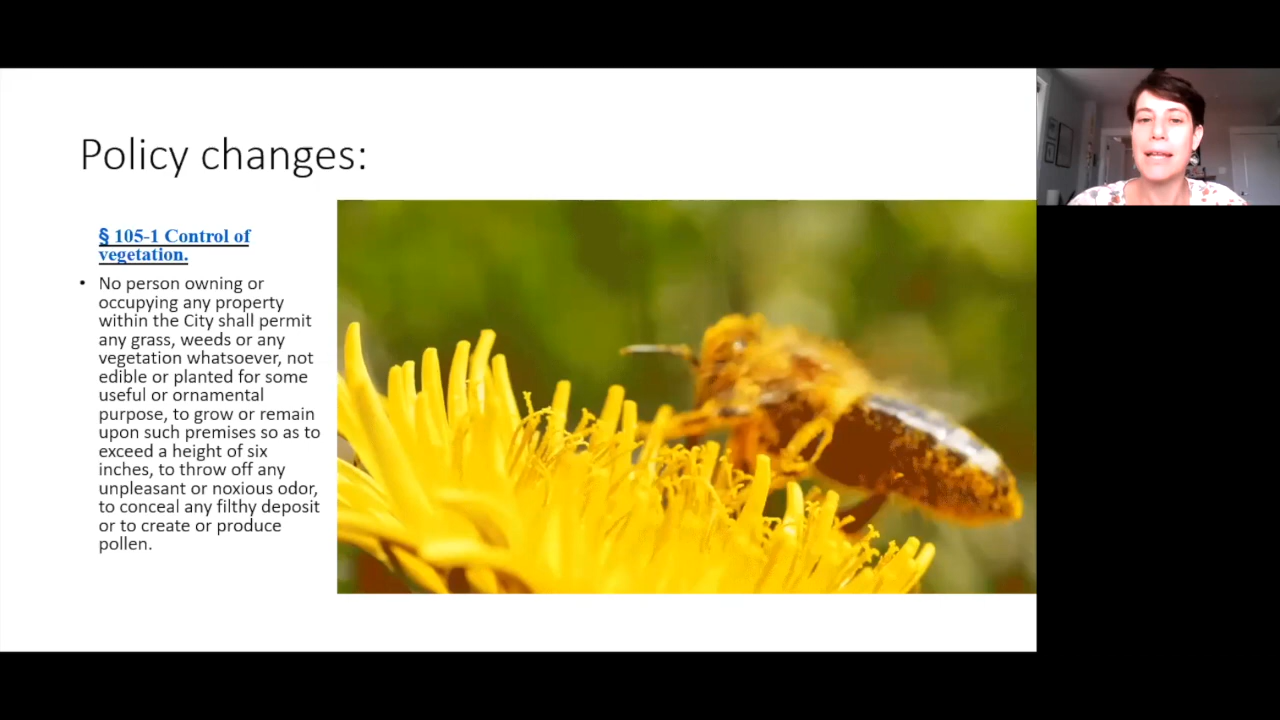 Policy changes:
§ 105-1 Control of
vegetation.
• No person owning or
occupying any property
within the City shall permit
any grass, weeds or any
vegetation whatsoever, not
edible or planted for some
useful or ornamental
purpose, to grow or remain
upon such premises so as to
exceed a height of six
inches, to throw off any
unpleasant or noxious odor,
to conceal any filthy deposit
or to create or produce
pollen.